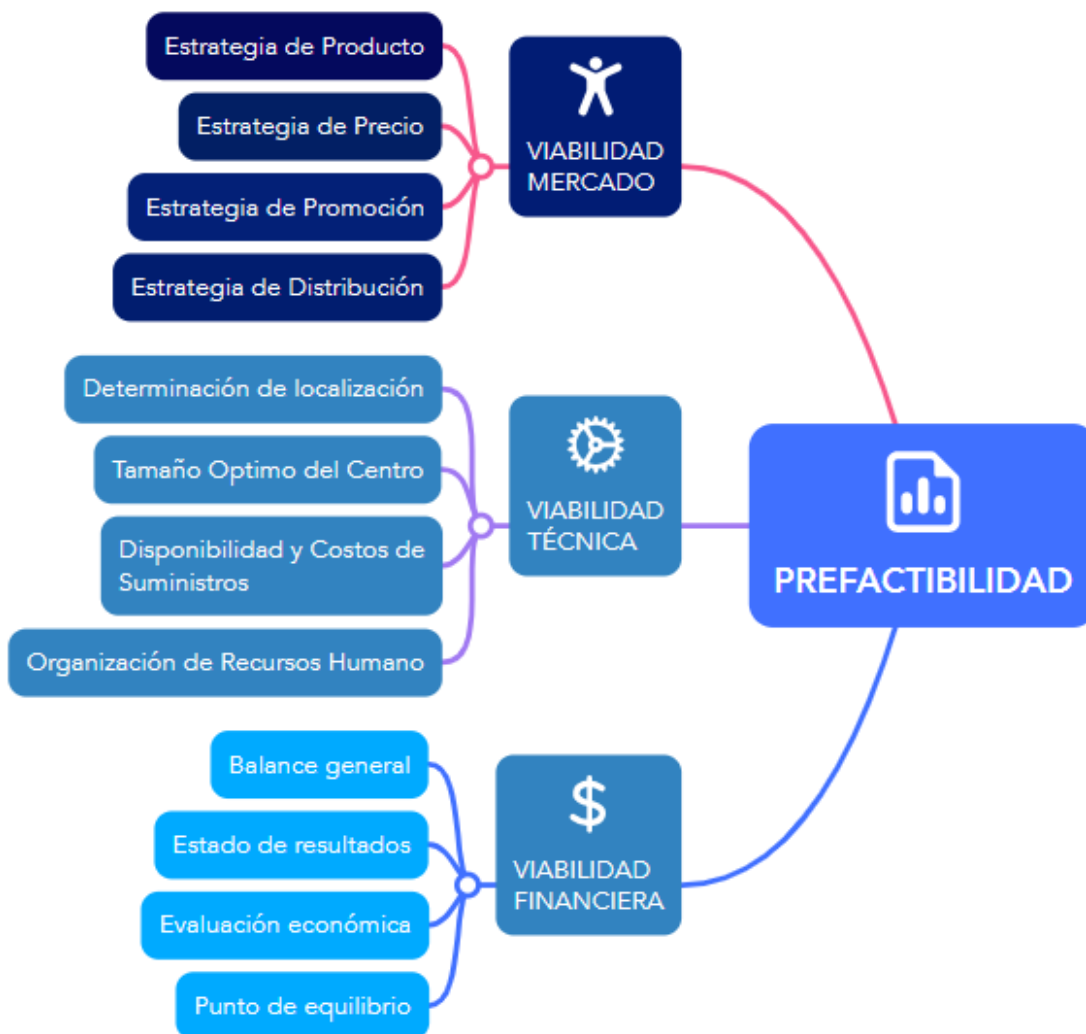 Estrategia de Producto
Estrategia de Precio
Estrategia de Promoción
Estrategia de Distribución
VIABILIDAD
MERCADO
Determinación de localización
Tamaño Optimo del Centro
Disponibilidad y Costos de
Suministros
Organización de Recursos Humano
VIABILIDAD
TÉCNICA
PREFACTIBILIDAD
Balance general
Estado de resultados
Evaluación económica
Punto de equilibrio
$
VIABILIDAD
FINANCIERA